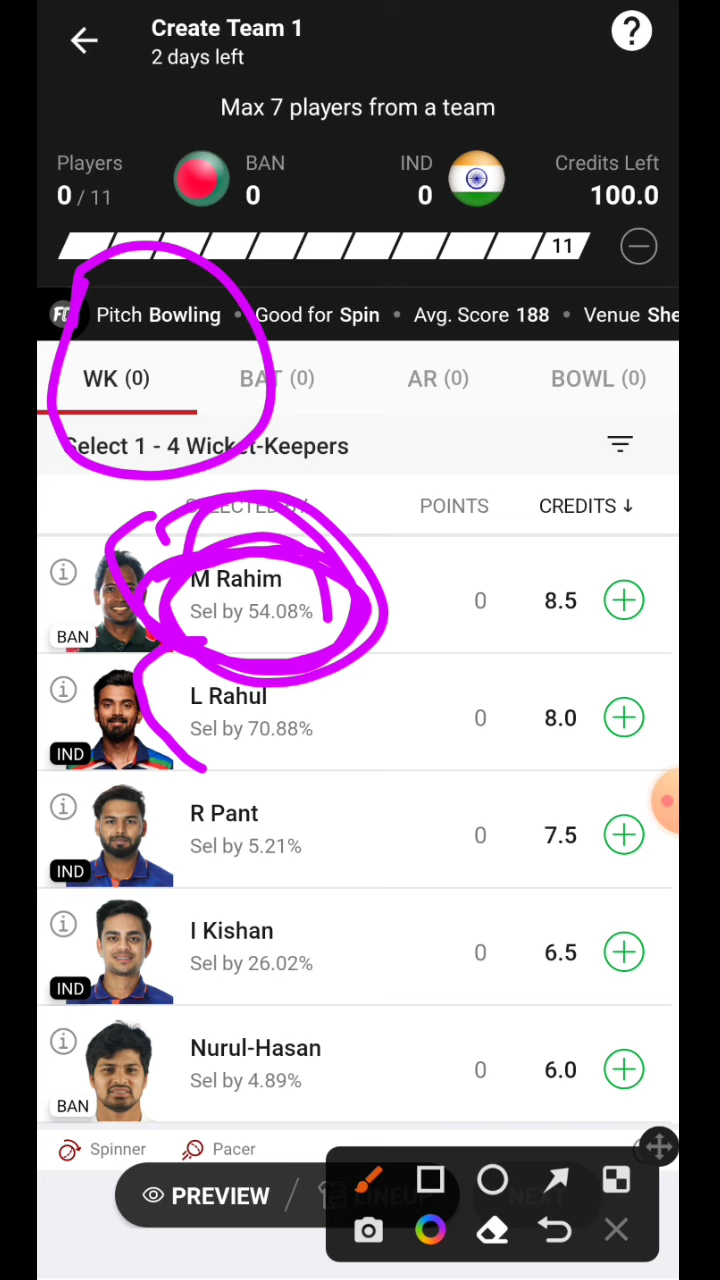 Create Team 1
2 days left
?
Max 7 players from a team
Players BAN IND Credits Left
0 / 11 0 0 100.0
11
Pitch Bowling • Good for Spin • Avg. Score 188 • Venue She
WK (0) BAT (0) AR (0) BOWL (0)
Select 1 - 4 Wicket-Keepers
SELECTED POINTS CREDITS ↓
M Rahim
Sel by 54.08% 0 8.5
BAN
L Rahul
Sel by 70.88% 0 8.0
IND
R Pant
Sel by 5.21% 0 7.5
IND
I Kishan
Sel by 26.02% 0 6.5
IND
Nurul-Hasan
Sel by 4.89% 0 6.0
BAN
Spinner Pacer
PREVIEW / LINEUP NEXT